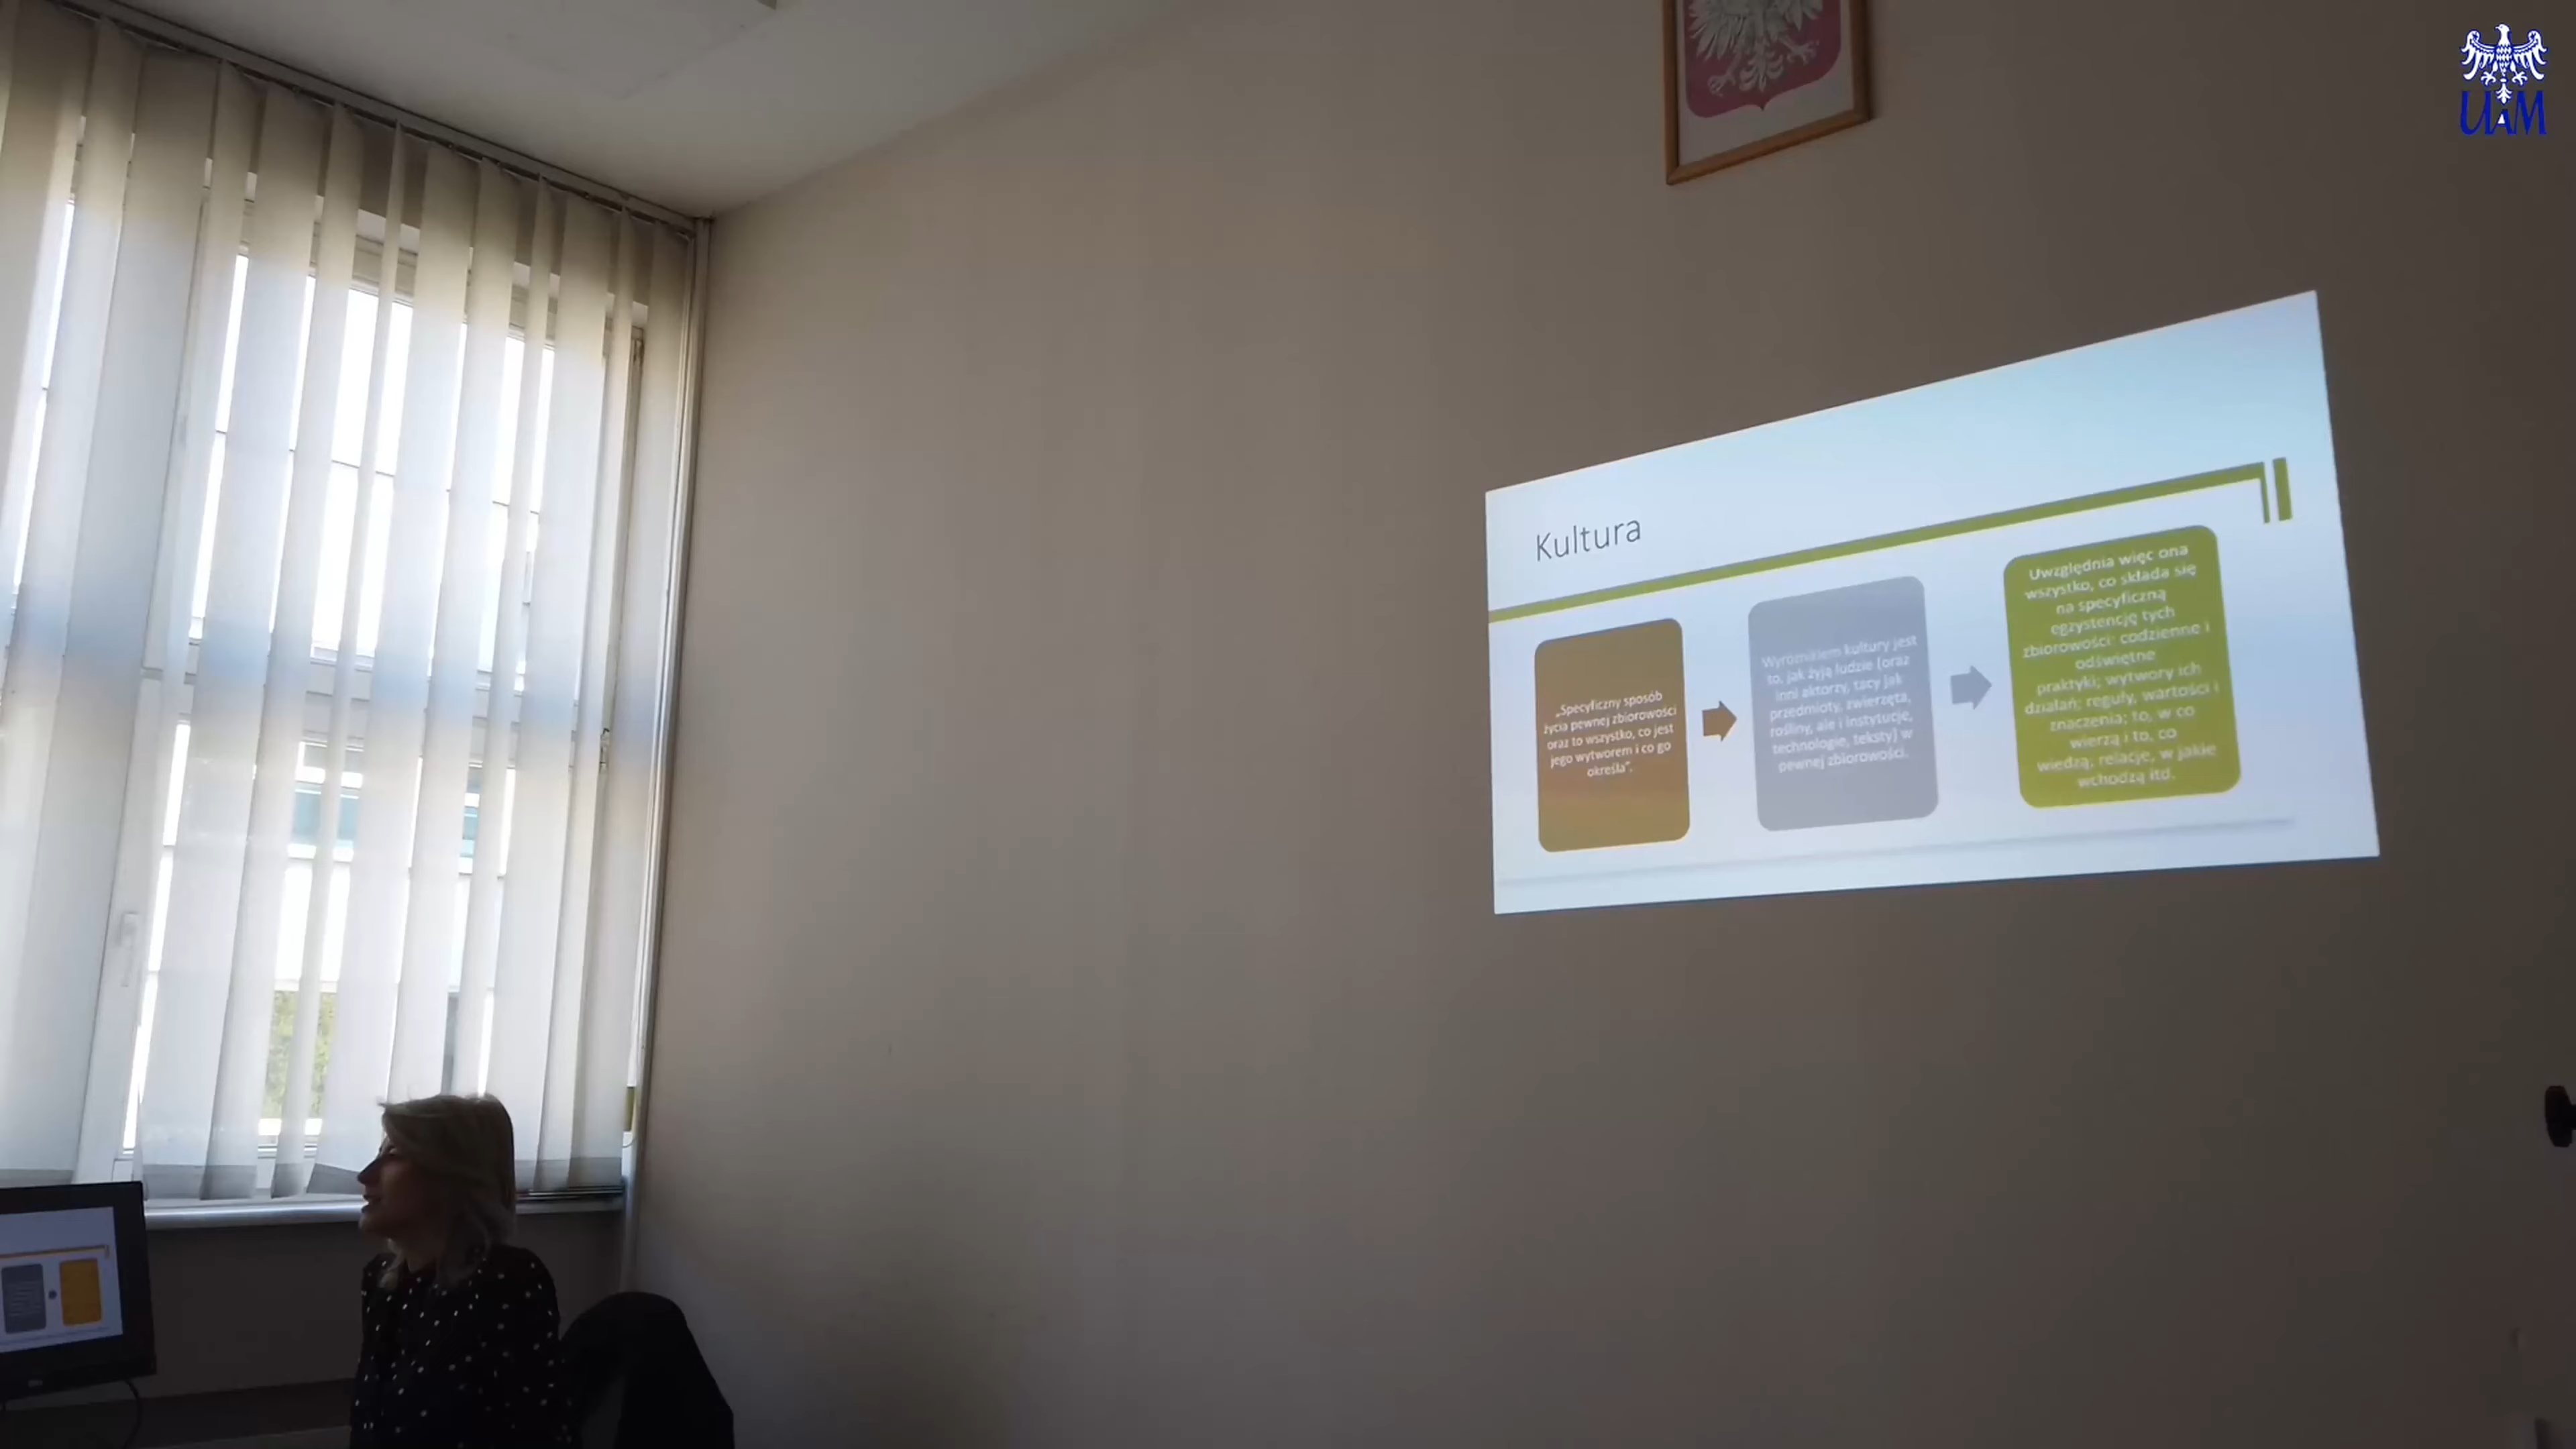 UAM
Kultura
„Specyficzny sposób
życia pewnej zbiorowości
oraz to wszystko, co jest
jego wytworem i co go
określa”.
Wyróżnikiem kultury jest
to, jak żyją ludzie (oraz
inni aktorzy, tacy jak
przedmioty, zwierzęta,
rośliny, ale i instytucje,
technologie, teksty) w
pewnej zbiorowości.
Uwzględnia więc ona
wszystko, co składa się
na specyficzną
egzystencję tych
zbiorowości: codzienne i
odświętne
praktyki; wytwory ich
działań; reguły, wartości i
znaczenia; to, w co
wierzą i to, co
wiedzą; relacje, w jakie
wchodzą itd.